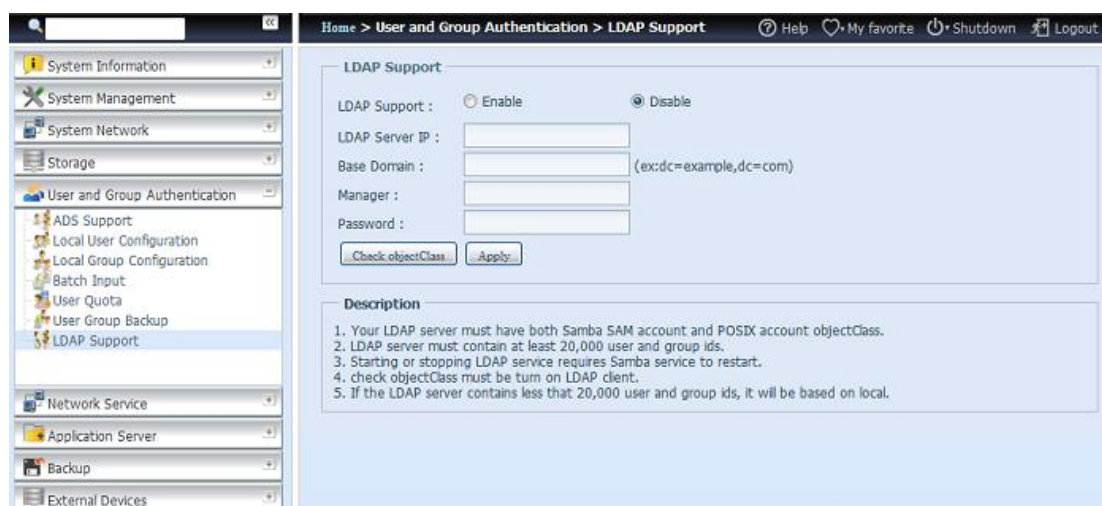 Home > User and Group Authentication > LDAP Support
Help My favorite Shutdown Logout
System Information
System Management
System Network
Storage
User and Group Authentication
ADS Support
Local User Configuration
Local Group Configuration
Batch Input
User Quota
User Group Backup
LDAP Support
Network Service
Application Server
Backup
External Devices
LDAP Support
LDAP Support : Enable Disable
LDAP Server IP :
Base Domain : (ex:dc=example,dc=com)
Manager :
Password :
Check objectClass Apply
Description
1. Your LDAP server must have both Samba SAM account and POSIX account objectClass.
2. LDAP server must contain at least 20,000 user and group ids.
3. Starting or stopping LDAP service requires Samba service to restart.
4. check objectClass must be turn on LDAP client.
5. If the LDAP server contains less that 20,000 user and group ids, it will be based on local.